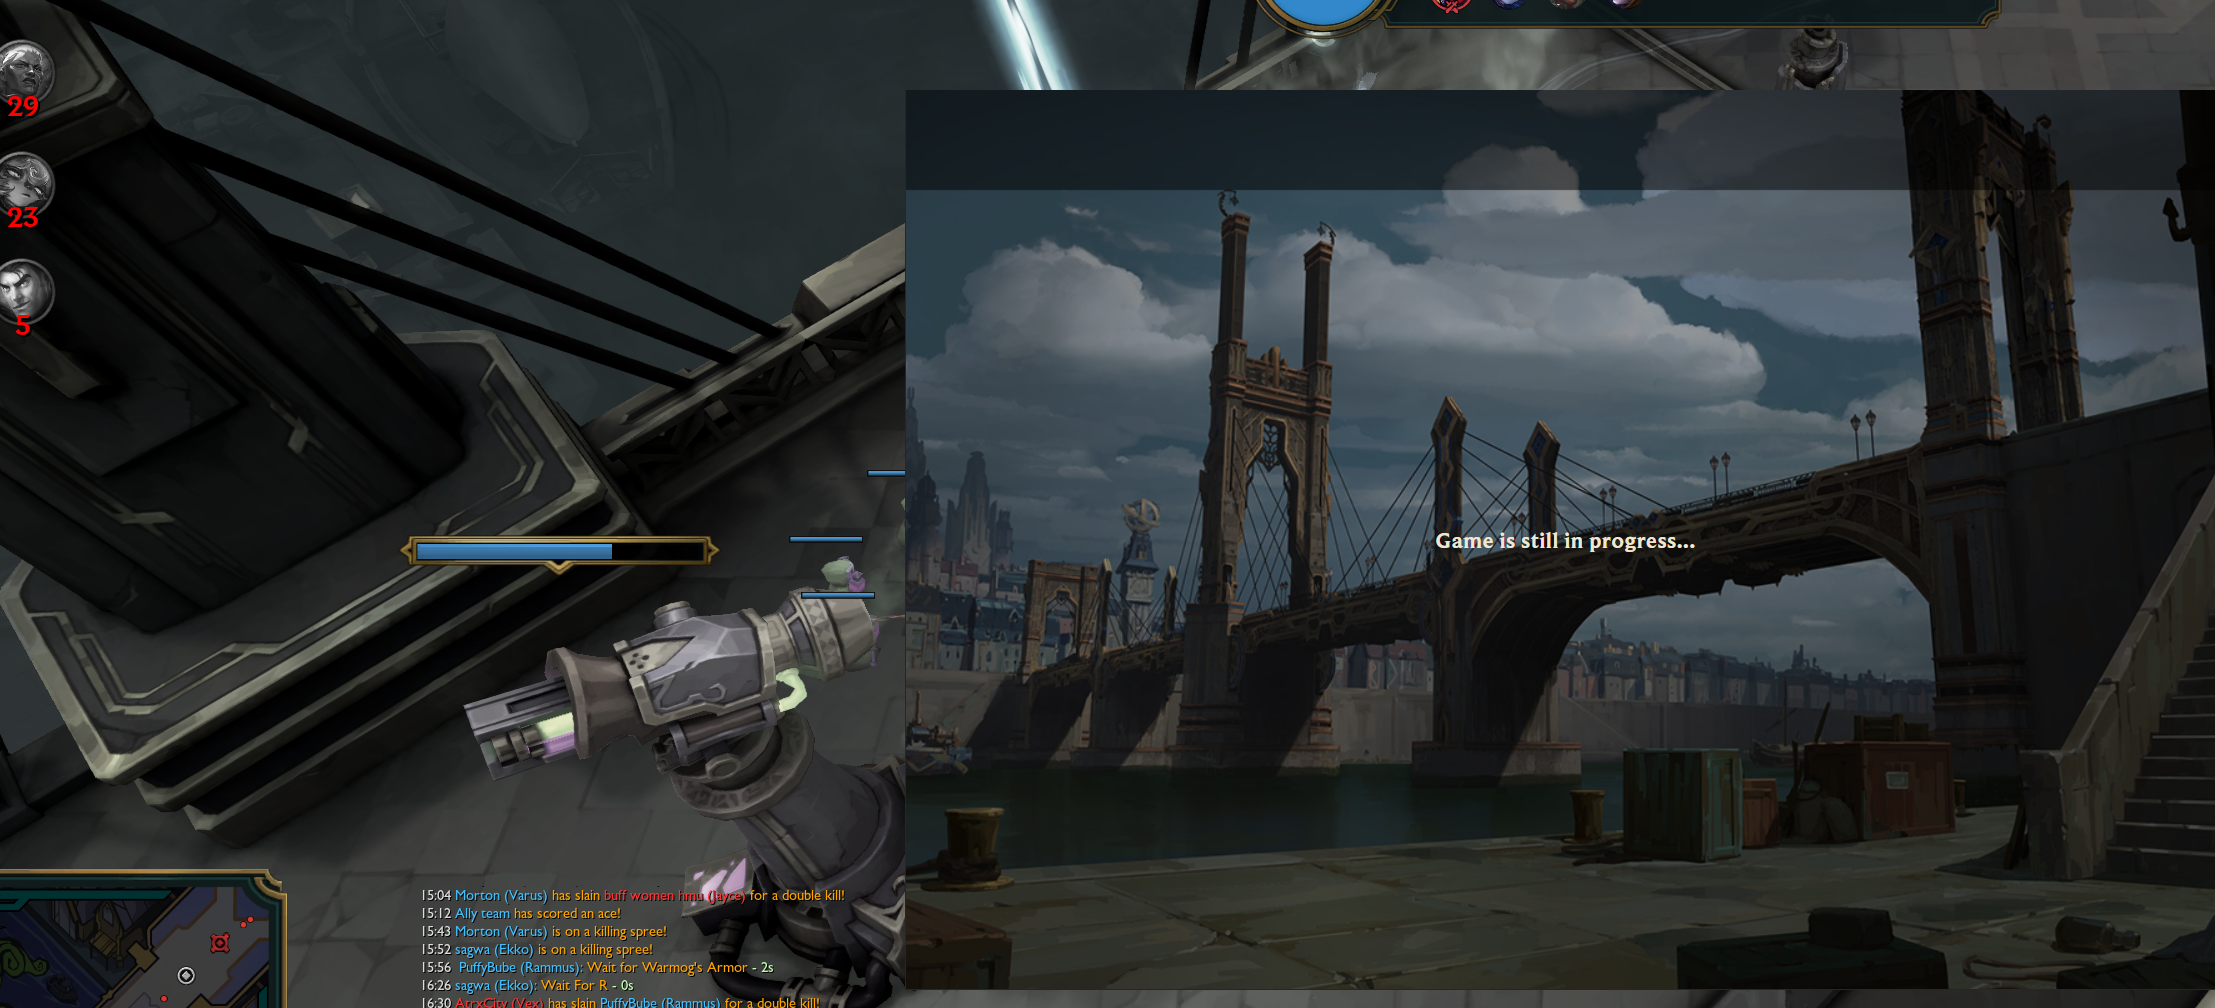 29
23
5
Game is still in progress...
15:04 Morton (Varus) has slain buff women hmu (Jayce) for a double kill!
15:12 Ally team has scored an ace!
15:43 Morton (Varus) is on a killing spree!
15:52 sagwa (Ekko) is on a killing spree!
15:56 PuffyBube (Rammus): Wait for Warmog's Armor - 2s
16:26 sagwa (Ekko): Wait For R - 0s
16:30 AtrxCity (Vex) has slain PuffyBube (Rammus) for a double kill!